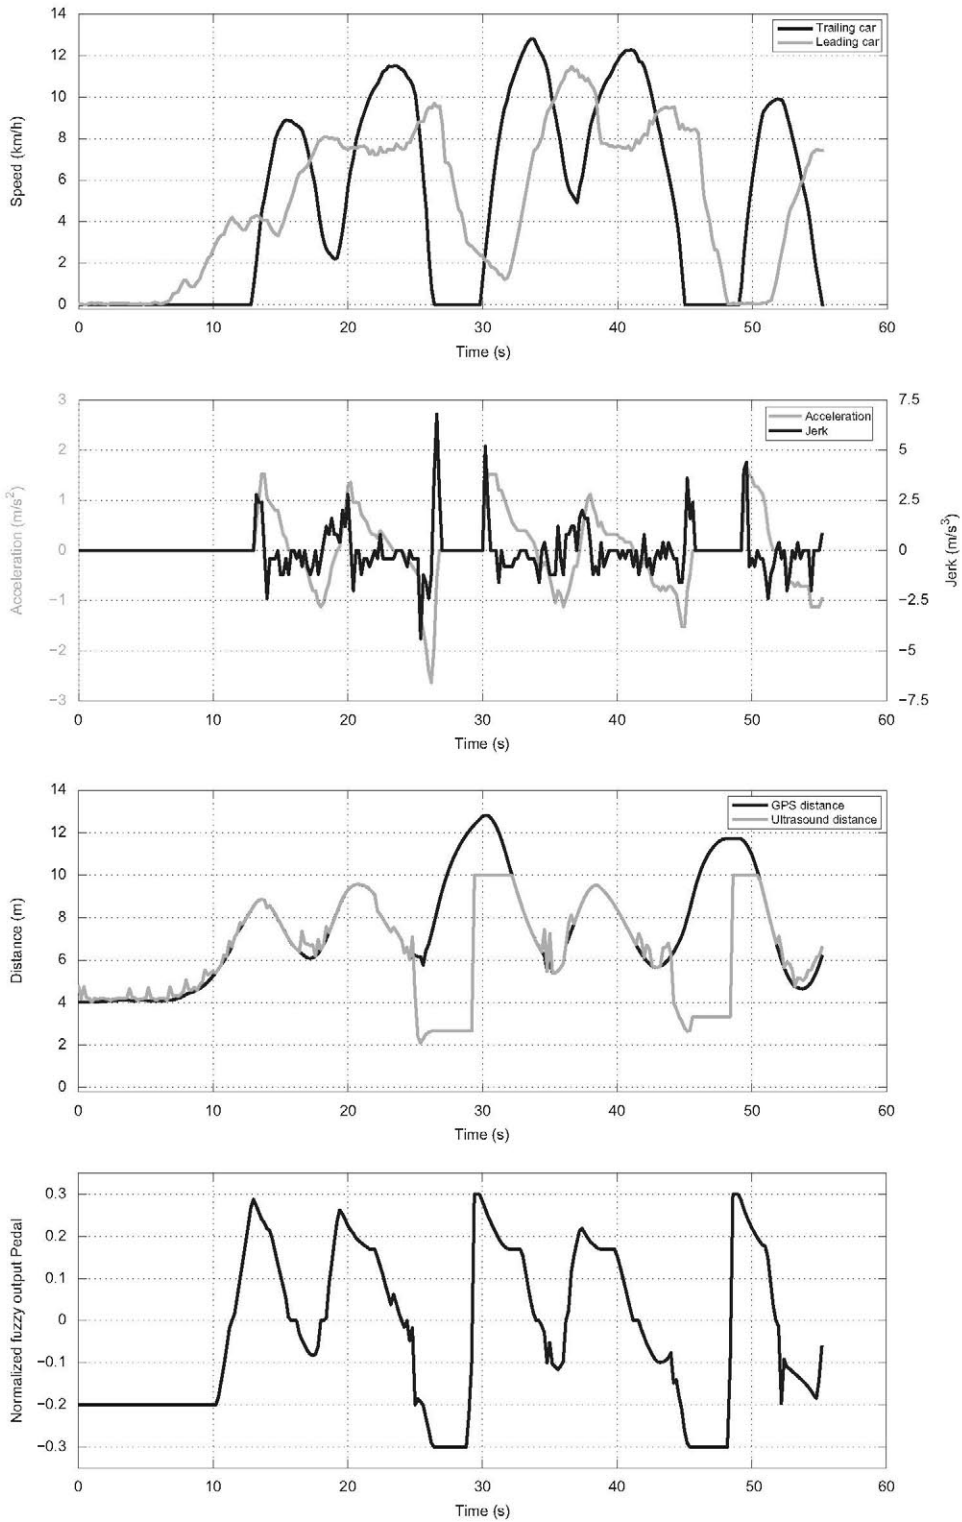 14
12
10
8
6
4
2
0
Speed (km/h)
Trailing car
Leading car
0 10 20 30 40 50 60
Time (s)
3
2
1
0
−1
−2
−3
Acceleration (m/s²)
Acceleration
Jerk
7.5
5
2.5
0
−2.5
−5
−7.5
Jerk (m/s³)
0 10 20 30 40 50 60
Time (s)
14
12
10
8
6
4
2
0
Distance (m)
GPS distance
Ultrasound distance
0 10 20 30 40 50 60
Time (s)
0.3
0.2
0.1
0
−0.1
−0.2
−0.3
Normalized fuzzy output Pedal
0 10 20 30 40 50 60
Time (s)